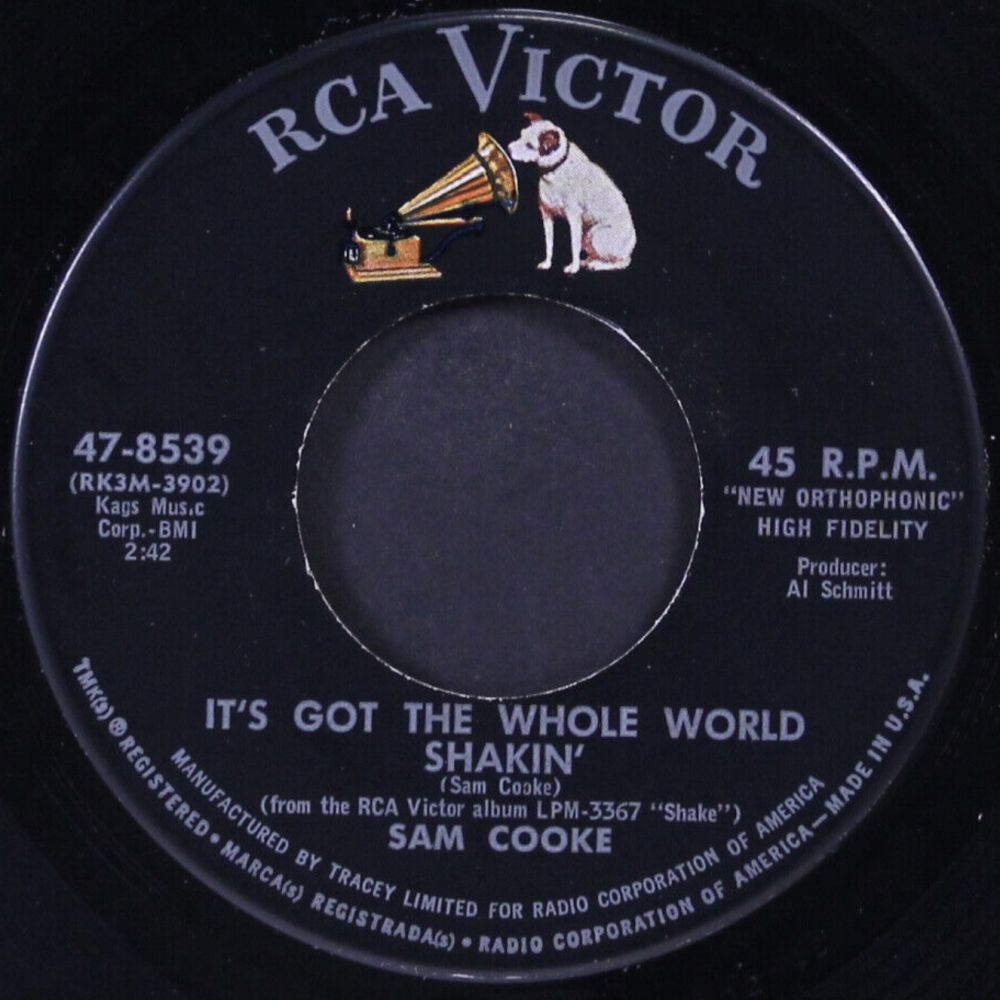 RCA VICTOR
47-8539
(RK3M-3902)
Kags Music
Corp.-BMI
2:42
45 R.P.M.
"NEW ORTHOPHONIC"
HIGH FIDELITY
Producer:
Al Schmitt
IT'S GOT THE WHOLE WORLD
SHAKIN'
(Sam Cooke)
(from the RCA Victor album LPM-3367 "Shake")
SAM COOKE
MANUFACTURED BY TRACEY LIMITED FOR RADIO CORPORATION OF AMERICA
TMK(s) ® REGISTERED • MARCA(s) REGISTRADA(s) • RADIO CORPORATION OF AMERICA—MADE IN U.S.A.